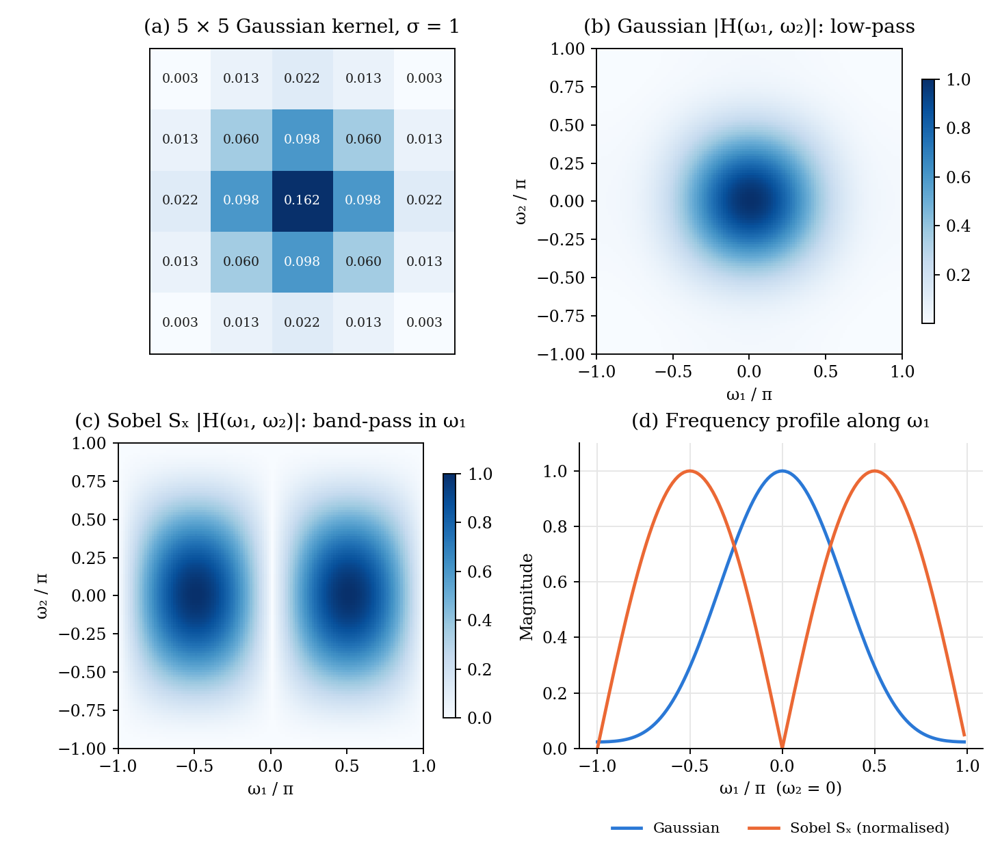 (a) 5 × 5 Gaussian kernel, σ = 1
0.003 0.013 0.022 0.013 0.003
0.013 0.060 0.098 0.060 0.013
0.022 0.098 0.162 0.098 0.022
0.013 0.060 0.098 0.060 0.013
0.003 0.013 0.022 0.013 0.003
(b) Gaussian |H(ω₁, ω₂)|: low-pass
1.00
0.75
0.50
0.25
0.00
−0.25
−0.50
−0.75
−1.00
ω₂ / π
−1.0 −0.5 0.0 0.5 1.0
ω₁ / π
1.0
0.8
0.6
0.4
0.2
(c) Sobel Sₓ |H(ω₁, ω₂)|: band-pass in ω₁
1.00
0.75
0.50
0.25
0.00
−0.25
−0.50
−0.75
−1.00
ω₂ / π
−1.0 −0.5 0.0 0.5 1.0
ω₁ / π
1.0
0.8
0.6
0.4
0.2
0.0
(d) Frequency profile along ω₁
1.0
0.8
0.6
0.4
0.2
0.0
Magnitude
−1.0 −0.5 0.0 0.5 1.0
ω₁ / π (ω₂ = 0)
Gaussian
Sobel Sₓ (normalised)